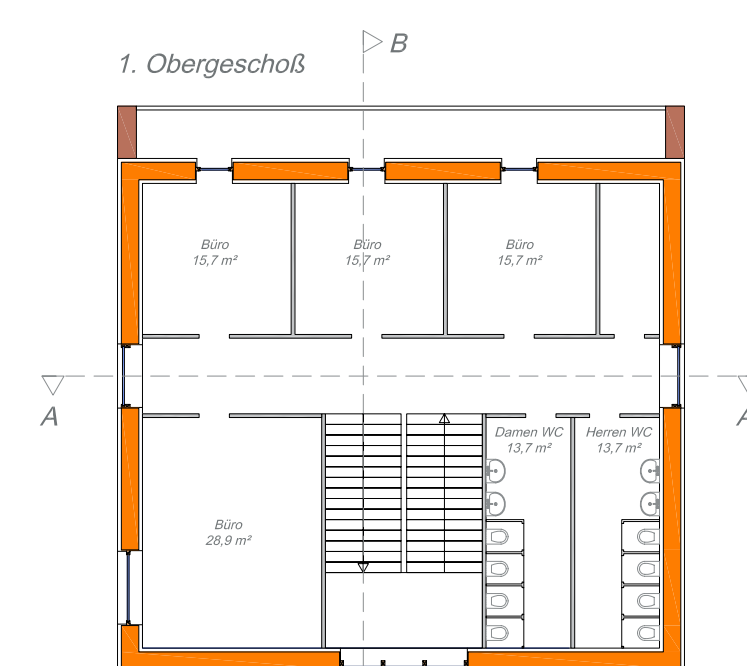 B
1. Obergeschoß
Büro
15,7 m²
Büro
15,7 m²
Büro
15,7 m²
A
A
Damen WC
13,7 m²
Herren WC
13,7 m²
Büro
28,9 m²